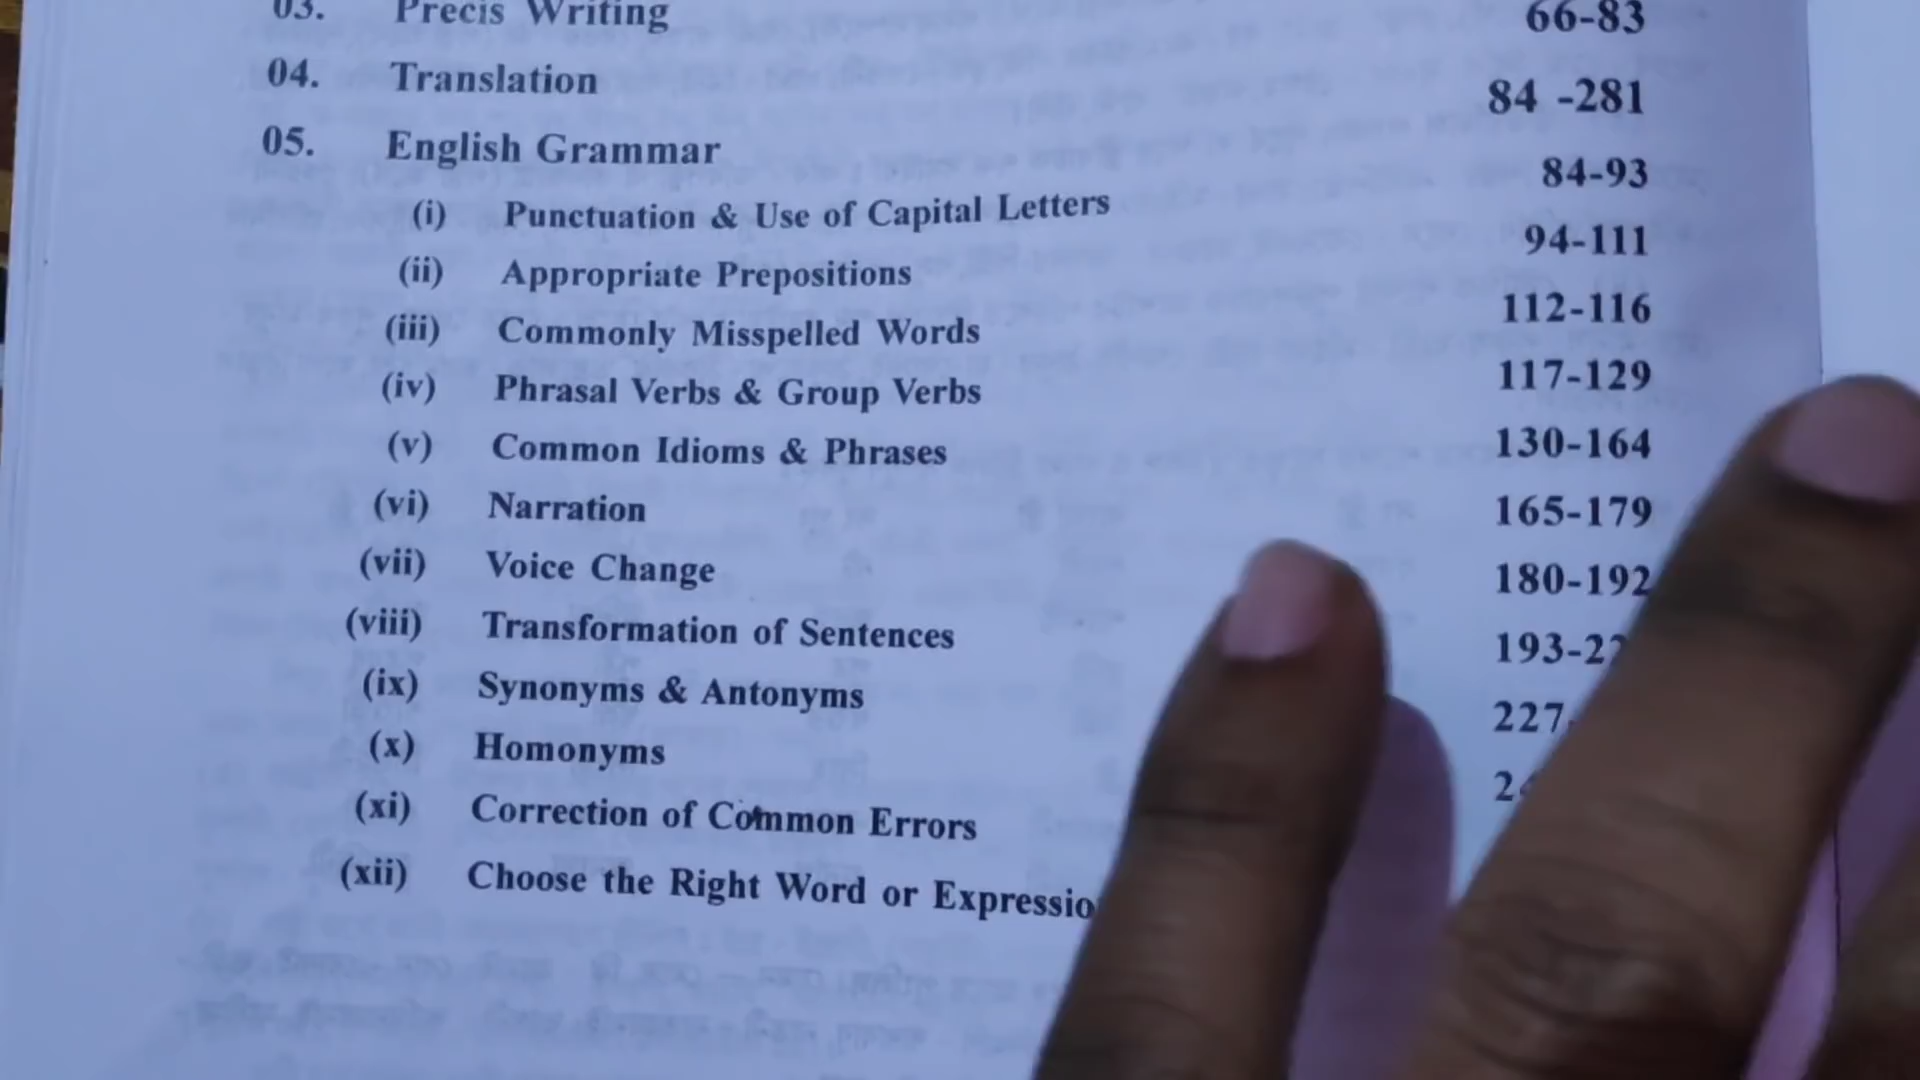 03. Precis Writing 66-83
04. Translation 84 -281
05. English Grammar 84-93
(i) Punctuation & Use of Capital Letters 94-111
(ii) Appropriate Prepositions 112-116
(iii) Commonly Misspelled Words 117-129
(iv) Phrasal Verbs & Group Verbs 130-164
(v) Common Idioms & Phrases 165-179
(vi) Narration 180-192
(vii) Voice Change
(viii) Transformation of Sentences
(ix) Synonyms & Antonyms
(x) Homonyms
(xi) Correction of Common Errors
(xii) Choose the Right Word or